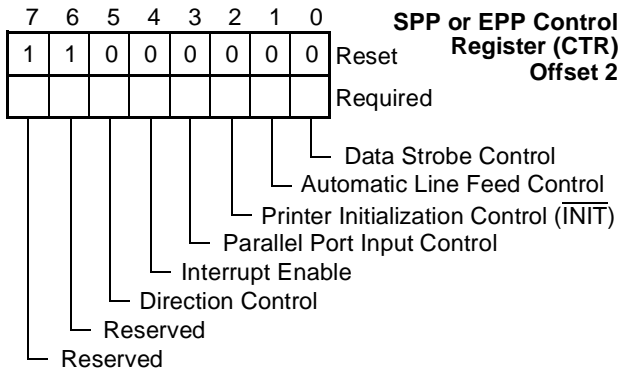 7 6 5 4 3 2 1 0
SPP or EPP Control
Register (CTR)
Offset 2
1 1 0 0 0 0 0 0 Reset
Required
Data Strobe Control
Automatic Line Feed Control
Printer Initialization Control (I̅N̅I̅T̅)
Parallel Port Input Control
Interrupt Enable
Direction Control
Reserved
Reserved